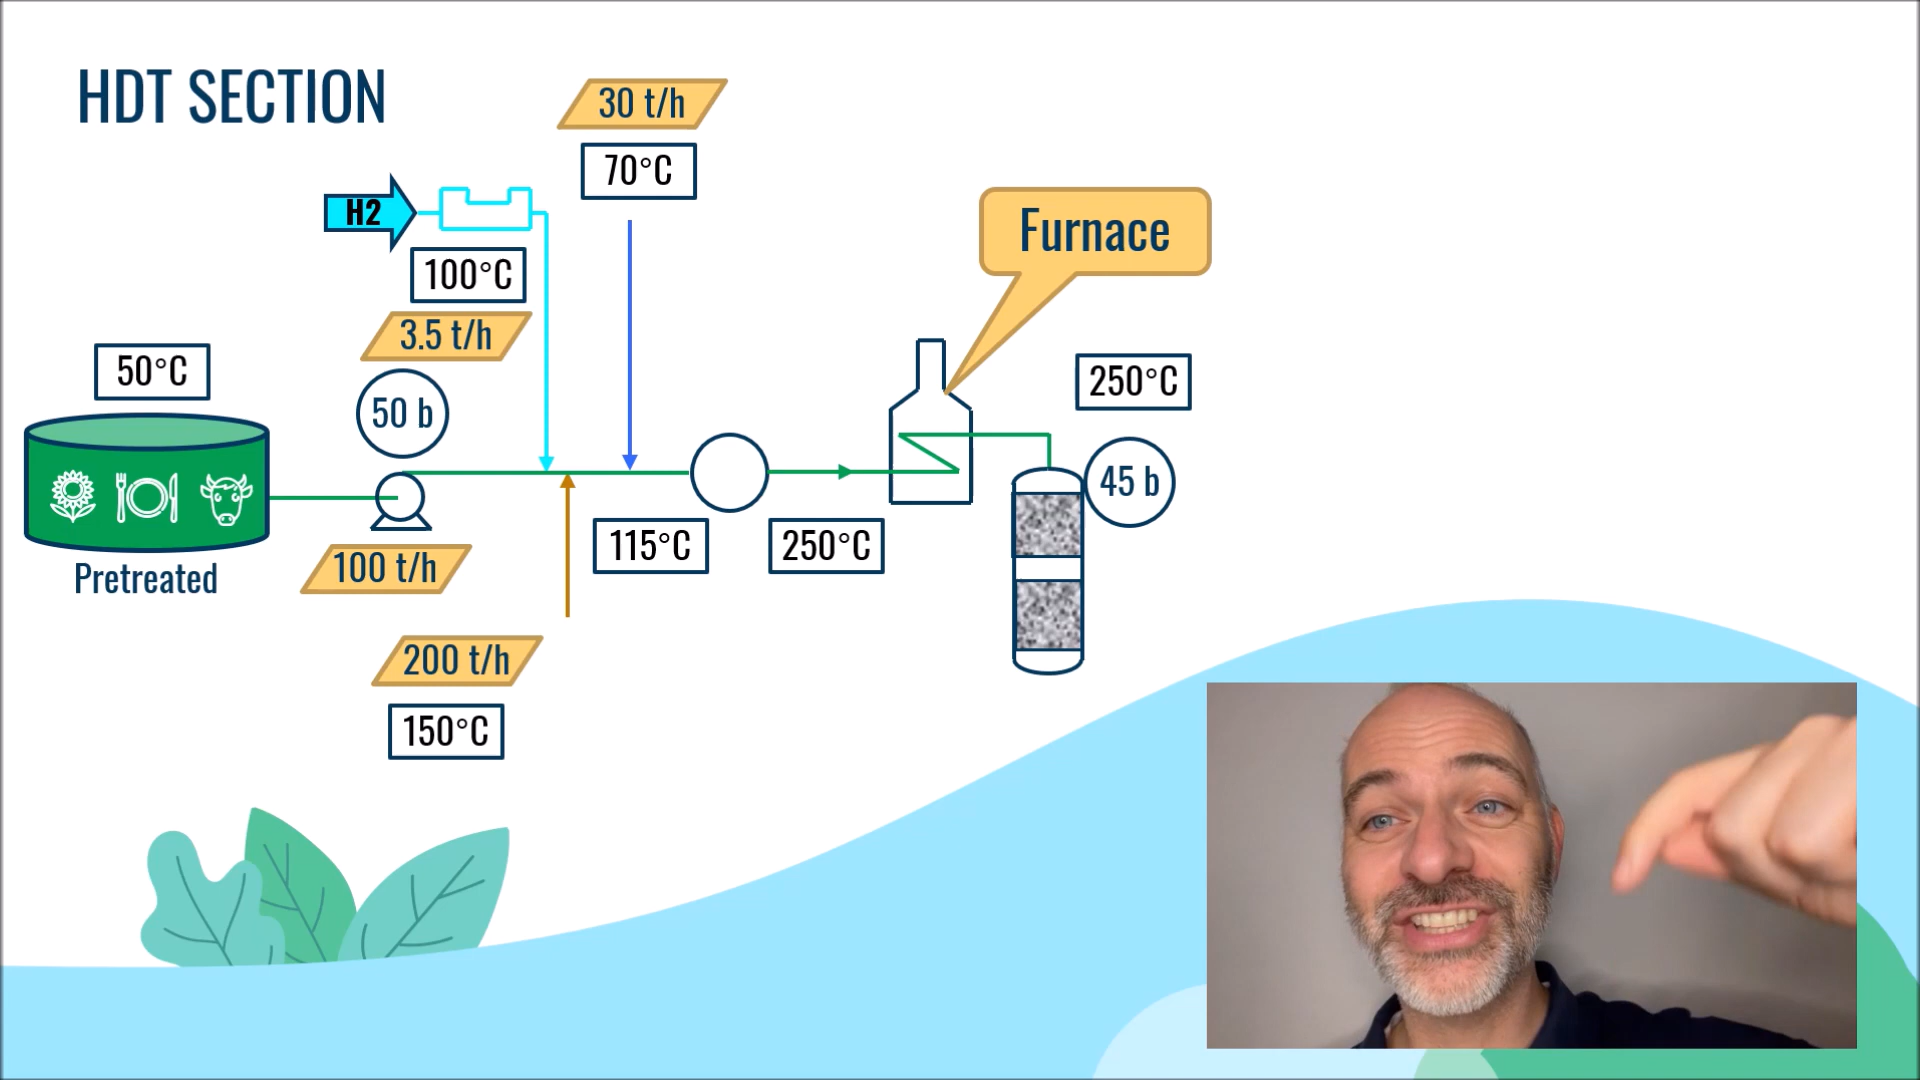 HDT SECTION
30 t/h
70°C
H2
100°C
3.5 t/h
Furnace
50°C
50 b
250°C
45 b
115°C
250°C
100 t/h
Pretreated
200 t/h
150°C